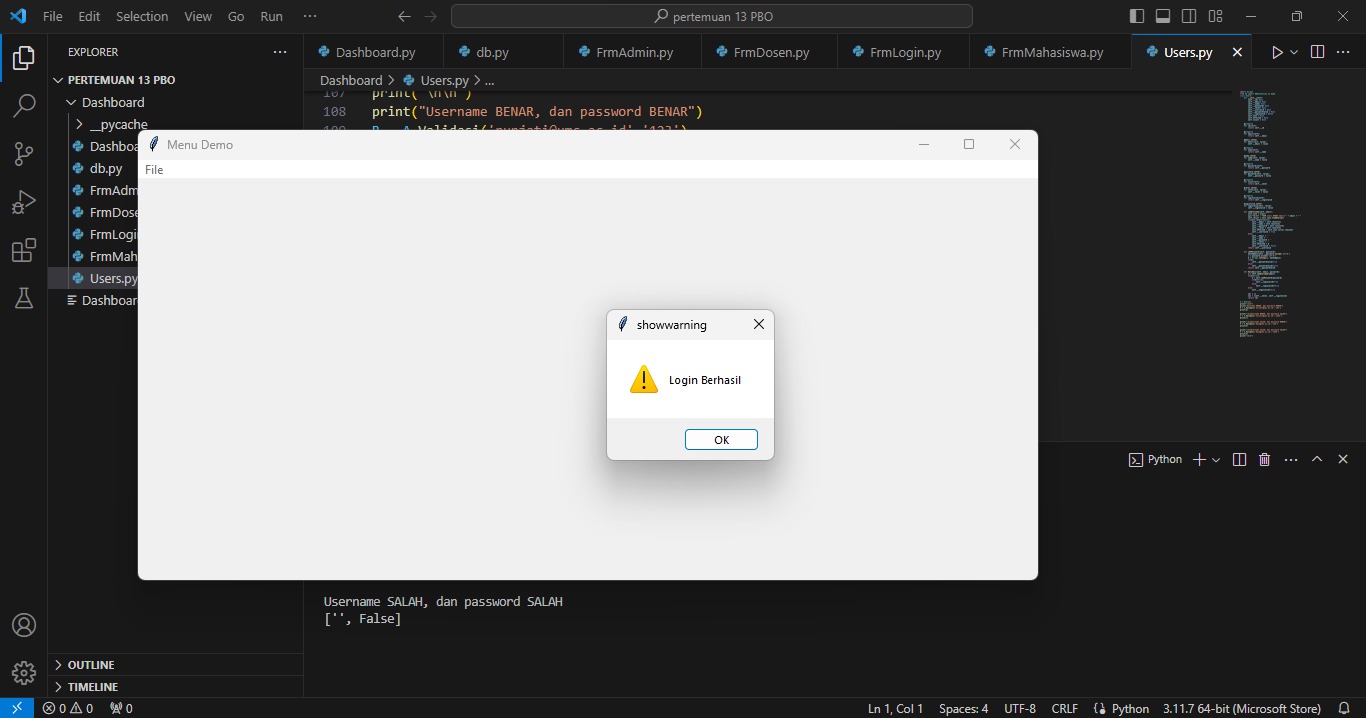 File Edit Selection View Go Run ··· pertemuan 13 PBO
EXPLORER
Dashboard.py db.py FrmAdmin.py FrmDosen.py FrmLogin.py FrmMahasiswa.py Users.py
PERTEMUAN 13 PBO
Dashboard > Users.py > ...
Dashboard
107 print("\n\n")
108 print("Username BENAR, dan password BENAR")
__pycache
Dashboa
db.py
FrmAdm
FrmDose
FrmLogi
FrmMah
Users.py
Dashboar
Menu Demo
File
showwarning
Login Berhasil
OK
Python
Username SALAH, dan password SALAH
['', False]
OUTLINE
TIMELINE
0 0 0 Ln 1, Col 1 Spaces: 4 UTF-8 CRLF Python 3.11.7 64-bit (Microsoft Store)